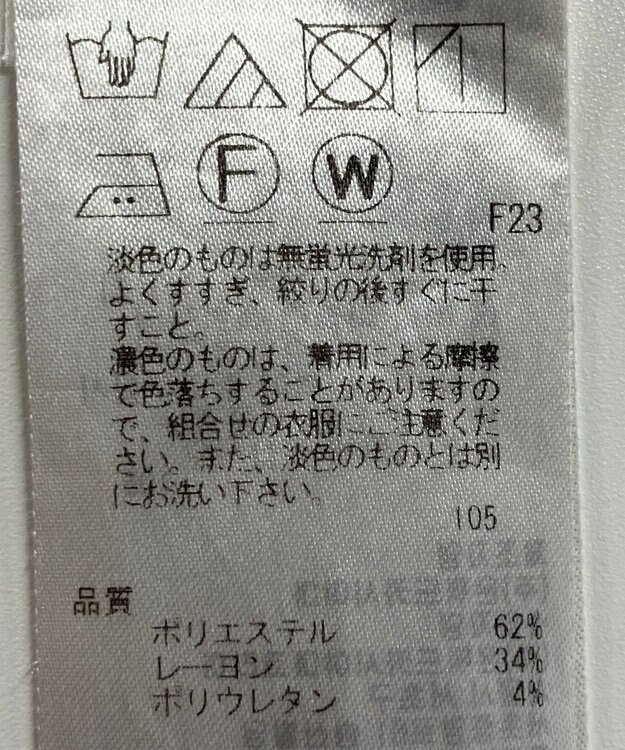 F W
F23
淡色のものは無蛍光洗剤を使用、
よくすすぎ、絞りの後すぐに干
すこと。
濃色のものは、着用による摩擦
で色落ちすることがありますの
で、組合せの衣服にご注意くだ
さい。また、淡色のものとは別
にお洗い下さい。
105
品質
ポリエステル 62%
レーヨン 34%
ポリウレタン 4%